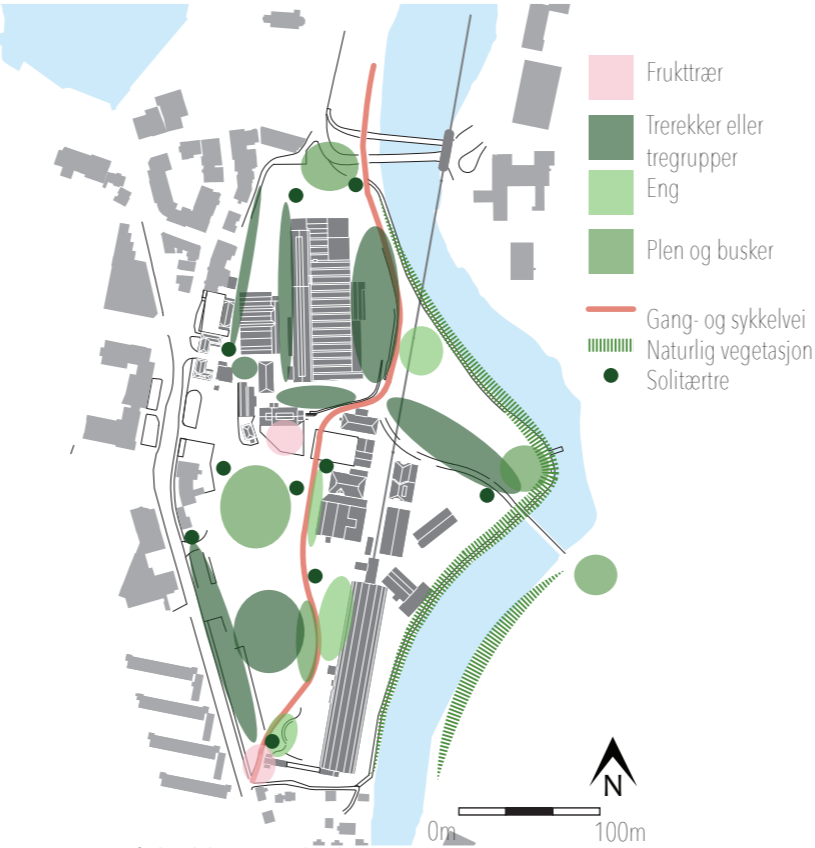 Frukttrær
Trerekker eller
tregrupper
Eng
Plen og busker
Gang- og sykkelvei
Naturlig vegetasjon
Solitærtre
N
0m
100m